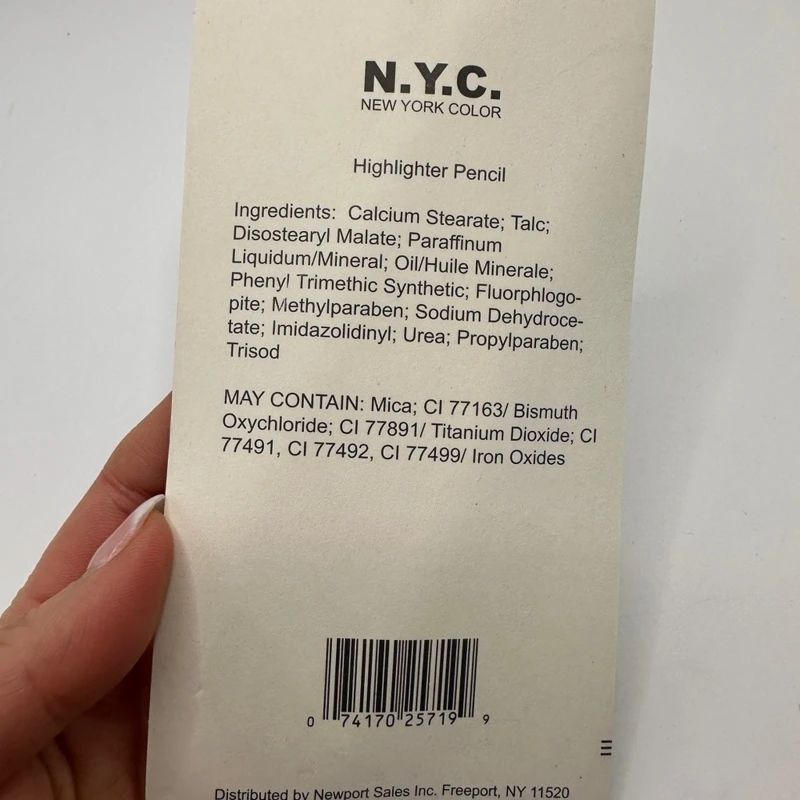 N.Y.C.
NEW YORK COLOR
Highlighter Pencil
Ingredients: Calcium Stearate; Talc;
Disostearyl Malate; Paraffinum
Liquidum/Mineral; Oil/Huile Minerale;
Phenyl Trimethic Synthetic; Fluorphlogo-
pite; Methylparaben; Sodium Dehydroce-
tate; Imidazolidinyl; Urea; Propylparaben;
Trisod
MAY CONTAIN: Mica; CI 77163/ Bismuth
Oxychloride; CI 77891/ Titanium Dioxide; CI
77491, CI 77492, CI 77499/ Iron Oxides
0 74170 25719 9
Distributed by Newport Sales Inc. Freeport, NY 11520